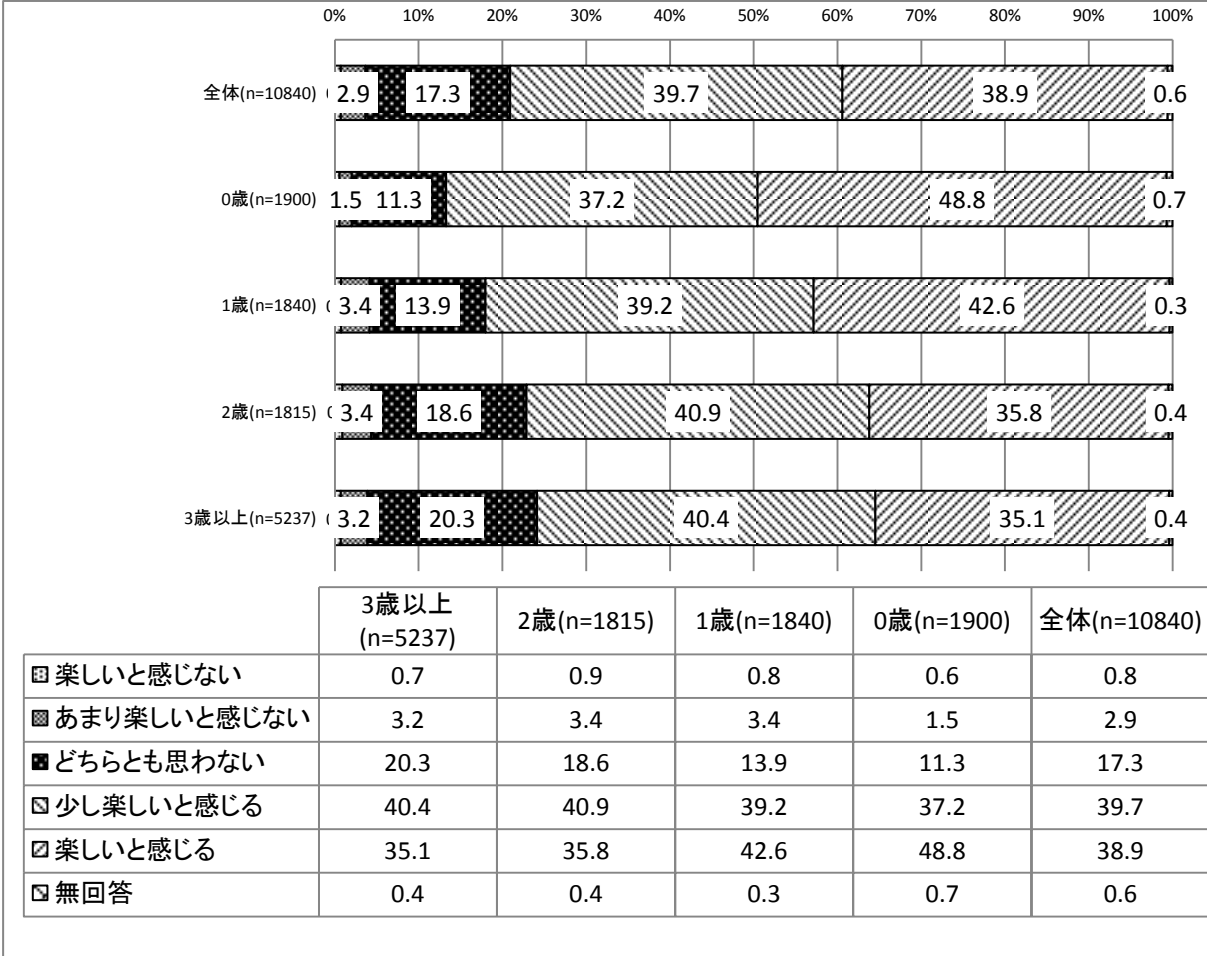 0% 10% 20% 30% 40% 50% 60% 70% 80% 90% 100%
全体(n=10840) 2.9 17.3 39.7 38.9 0.6
0歳(n=1900) 1.5 11.3 37.2 48.8 0.7
1歳(n=1840) 3.4 13.9 39.2 42.6 0.3
2歳(n=1815) 3.4 18.6 40.9 35.8 0.4
3歳以上(n=5237) 3.2 20.3 40.4 35.1 0.4
3歳以上
(n=5237) 2歳(n=1815) 1歳(n=1840) 0歳(n=1900) 全体(n=10840)
楽しいと感じない 0.7 0.9 0.8 0.6 0.8
あまり楽しいと感じない 3.2 3.4 3.4 1.5 2.9
どちらとも思わない 20.3 18.6 13.9 11.3 17.3
少し楽しいと感じる 40.4 40.9 39.2 37.2 39.7
楽しいと感じる 35.1 35.8 42.6 48.8 38.9
無回答 0.4 0.4 0.3 0.7 0.6